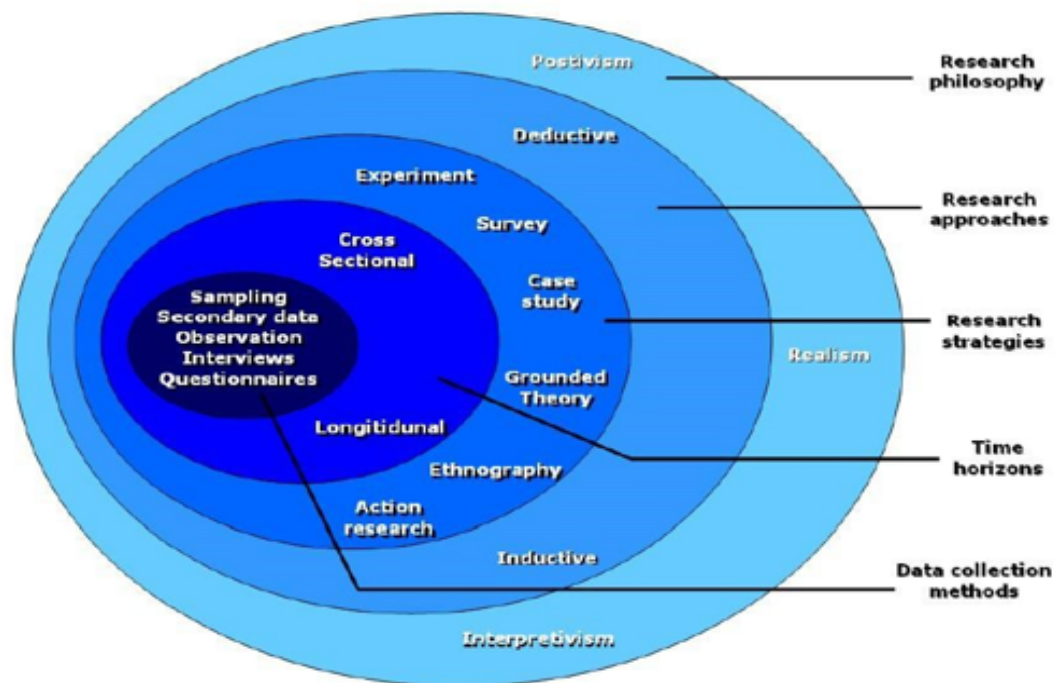 Postivism
Research
philosophy
Deductive
Experiment
Research
approaches
Survey
Cross
Sectional
Case
study
Sampling
Secondary data
Observation
Interviews
Questionnaires
Research
strategies
Realism
Grounded
Theory
Longitidunal
Time
horizons
Ethnography
Action
research
Inductive
Data collection
methods
Interpretivism